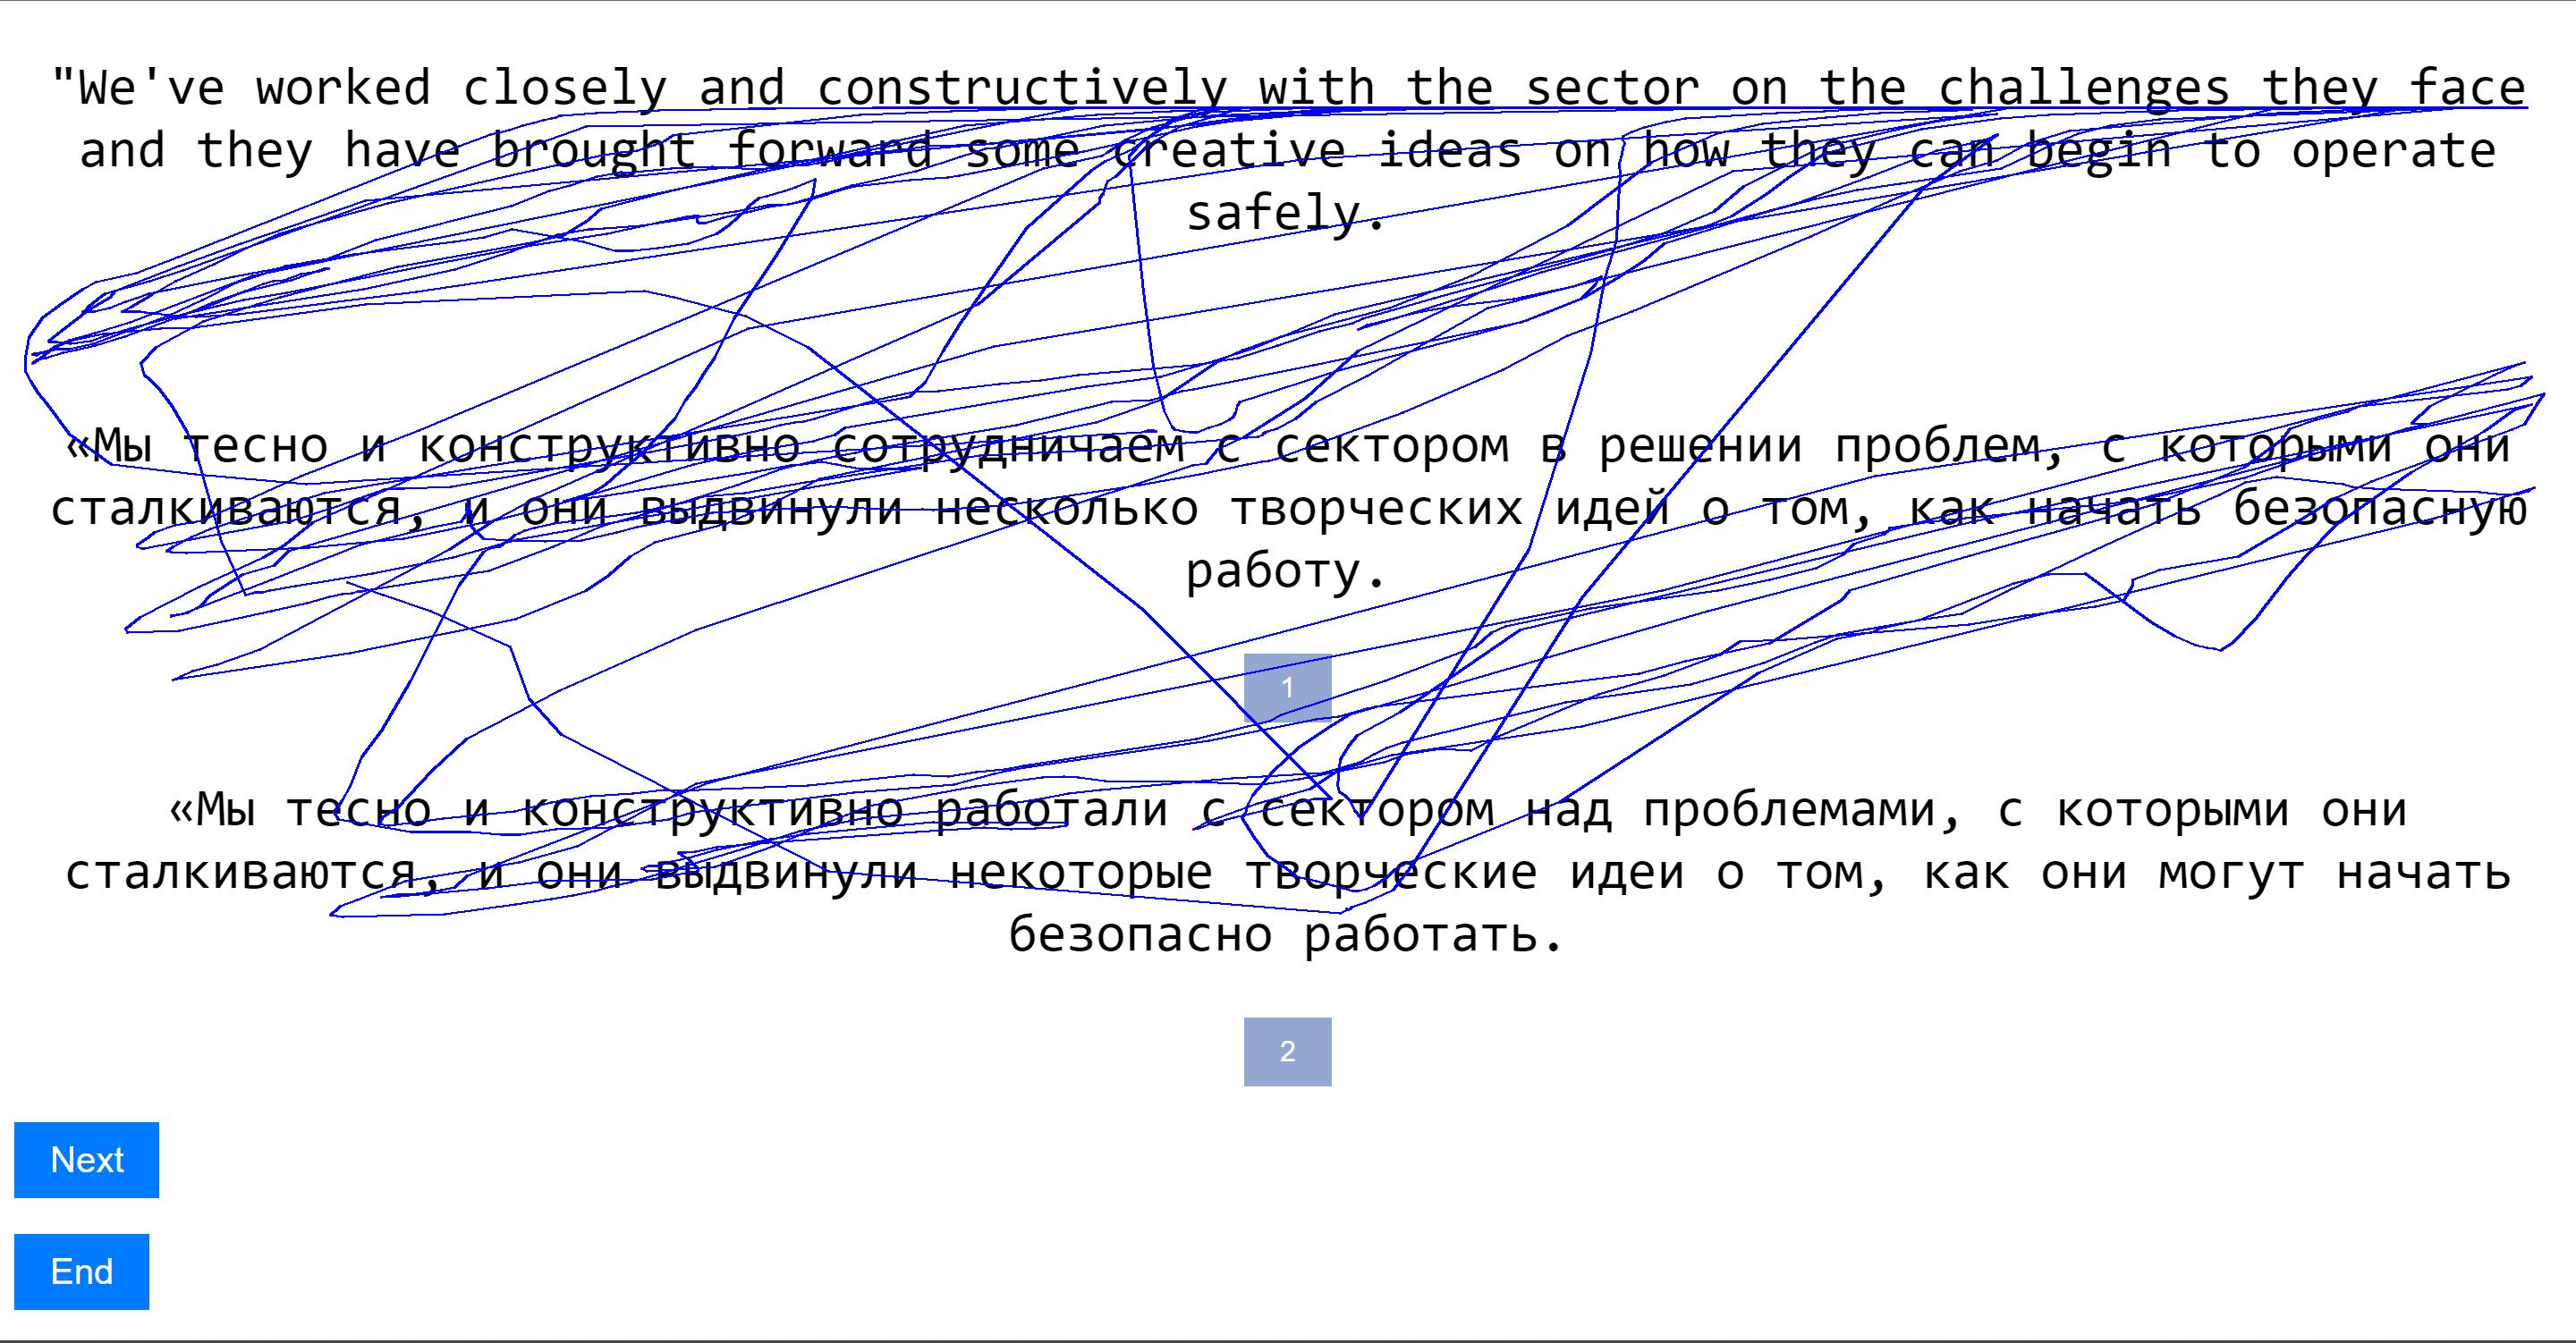 "We've worked closely and constructively with the sector on the challenges they face
and they have brought forward some creative ideas on how they can begin to operate
safely.
«Мы тесно и конструктивно сотрудничаем с сектором в решении проблем, с которыми они
сталкиваются, и они выдвинули несколько творческих идей о том, как начать безопасную
работу.
1
«Мы тесно и конструктивно работали с сектором над проблемами, с которыми они
сталкиваются, и они выдвинули некоторые творческие идеи о том, как они могут начать
безопасно работать.
2
Next
End